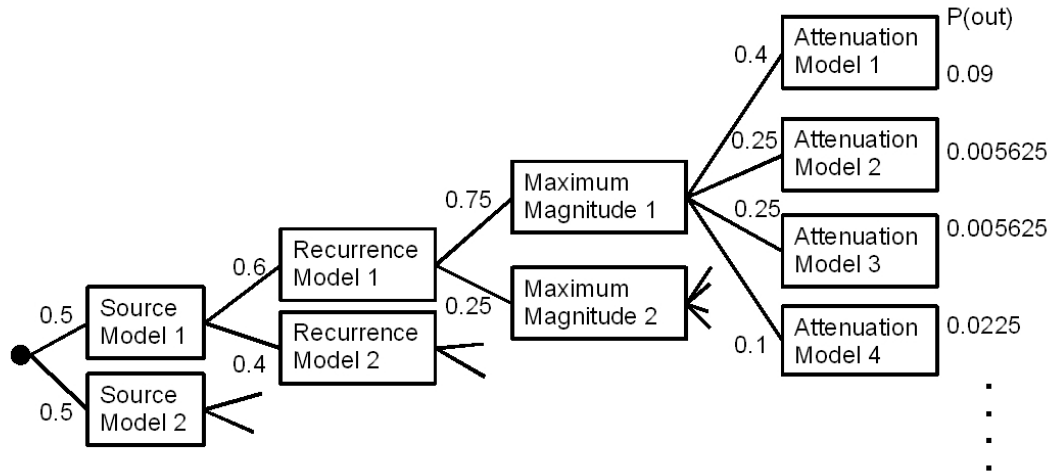 P(out)
Attenuation
Model 1
0.4
0.09
Attenuation
Model 2
0.25
0.005625
Maximum
Magnitude 1
0.75
0.25
Attenuation
Model 3
0.005625
Recurrence
Model 1
0.6
0.25
Maximum
Magnitude 2
0.1
Attenuation
Model 4
0.0225
Source
Model 1
0.5
0.4
Recurrence
Model 2
0.5
Source
Model 2